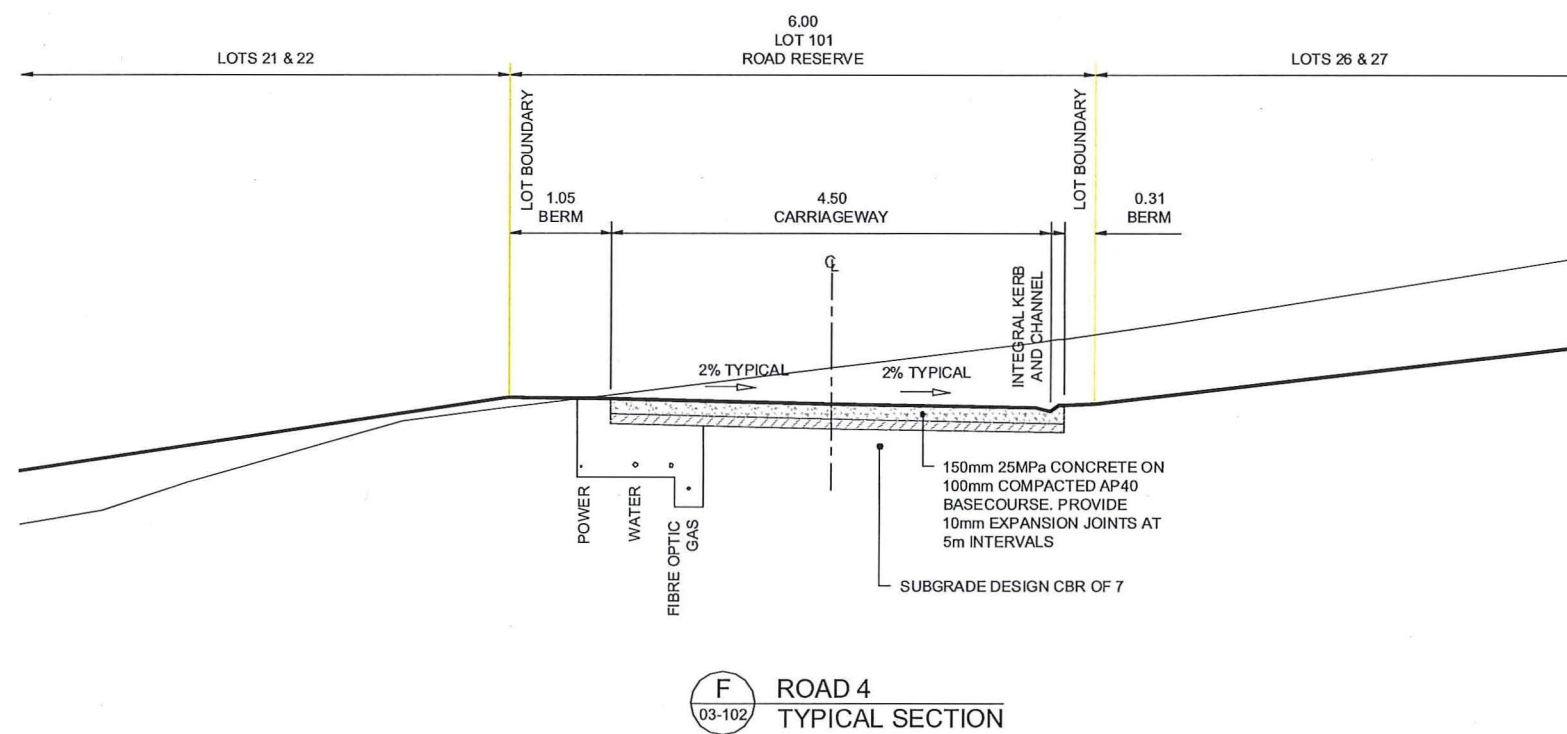 6.00
LOT 101
ROAD RESERVE
LOTS 21 & 22
LOTS 26 & 27
LOT BOUNDARY
LOT BOUNDARY
1.05
BERM
4.50
CARRIAGEWAY
0.31
BERM
INTEGRAL KERB
AND CHANNEL
2% TYPICAL
2% TYPICAL
150mm 25MPa CONCRETE ON
100mm COMPACTED AP40
BASECOURSE. PROVIDE
10mm EXPANSION JOINTS AT
5m INTERVALS
POWER
WATER
FIBRE OPTIC
GAS
SUBGRADE DESIGN CBR OF 7
F
03-102
ROAD 4
TYPICAL SECTION